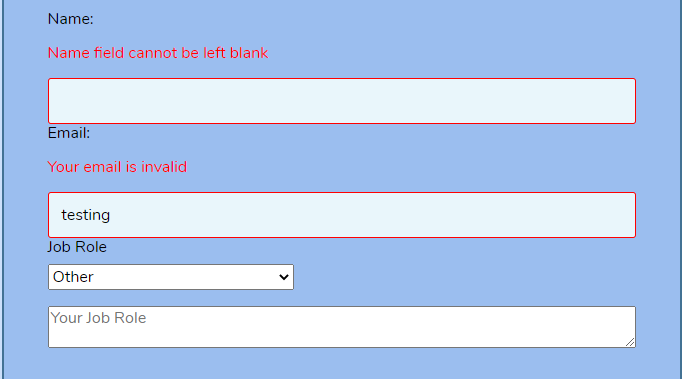 Name:
Name field cannot be left blank
Email:
Your email is invalid
testing
Job Role
Other
Your Job Role